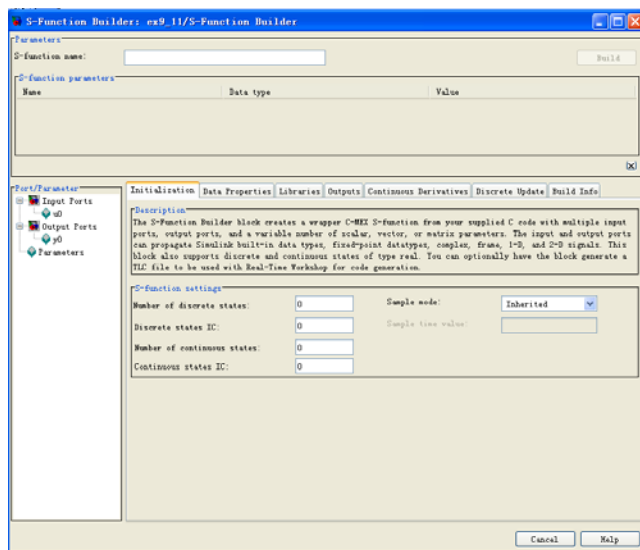 S-Function Builder: ex9_11/S-Function Builder
Parameters
S-function name:
Build
S-function parameters
Name Data type Value
Port/Parameter
Input Ports
u0
Output Ports
y0
Parameters
Initialization Data Properties Libraries Outputs Continuous Derivatives Discrete Update Build Info
Description
The S-Function Builder block creates a wrapper C-MEX S-function from your supplied C code with multiple input
ports, output ports, and a variable number of scalar, vector, or matrix parameters. The input and output ports
can propagate Simulink built-in data types, fixed-point datatypes, complex, frame, 1-D, and 2-D signals. This
block also supports discrete and continuous states of type real. You can optionally have the block generate a
TLC file to be used with Real-Time Workshop for code generation.
S-function settings
Number of discrete states: 0 Sample mode: Inherited
Discrete states IC: 0 Sample time value:
Number of continuous states: 0
Continuous states IC: 0
Cancel Help